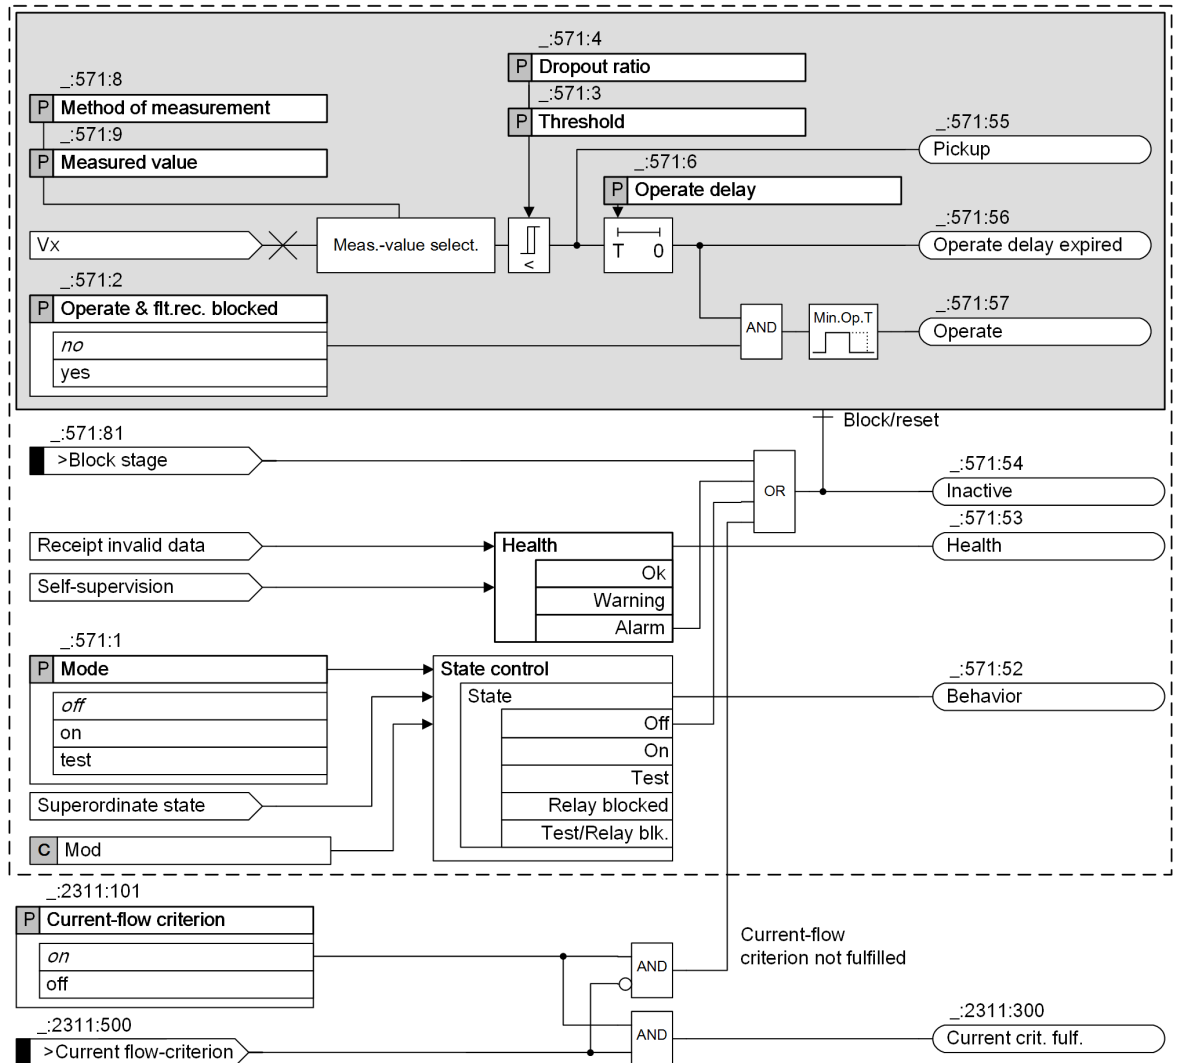 _:571:4
P Dropout ratio
_:571:8
P Method of measurement
_:571:3
P Threshold
_:571:9
P Measured value
_:571:55
Pickup
_:571:6
P Operate delay
_:571:56
Vx
Meas.-value select.
<
T 0
Operate delay expired
_:571:2
P Operate & flt.rec. blocked
no
yes
AND
Min.Op.T
_:571:57
Operate
Block/reset
_:571:81
>Block stage
OR
_:571:54
Inactive
_:571:53
Receipt invalid data
Health
Health
Self-supervision
Ok
Warning
Alarm
_:571:1
P Mode
off
on
test
State control
State
Off
On
Test
Relay blocked
Test/Relay blk.
_:571:52
Behavior
Superordinate state
C Mod
_:2311:101
P Current-flow criterion
on
off
AND
Current-flow
criterion not fulfilled
_:2311:500
>Current flow-criterion
AND
_:2311:300
Current crit. fulf.